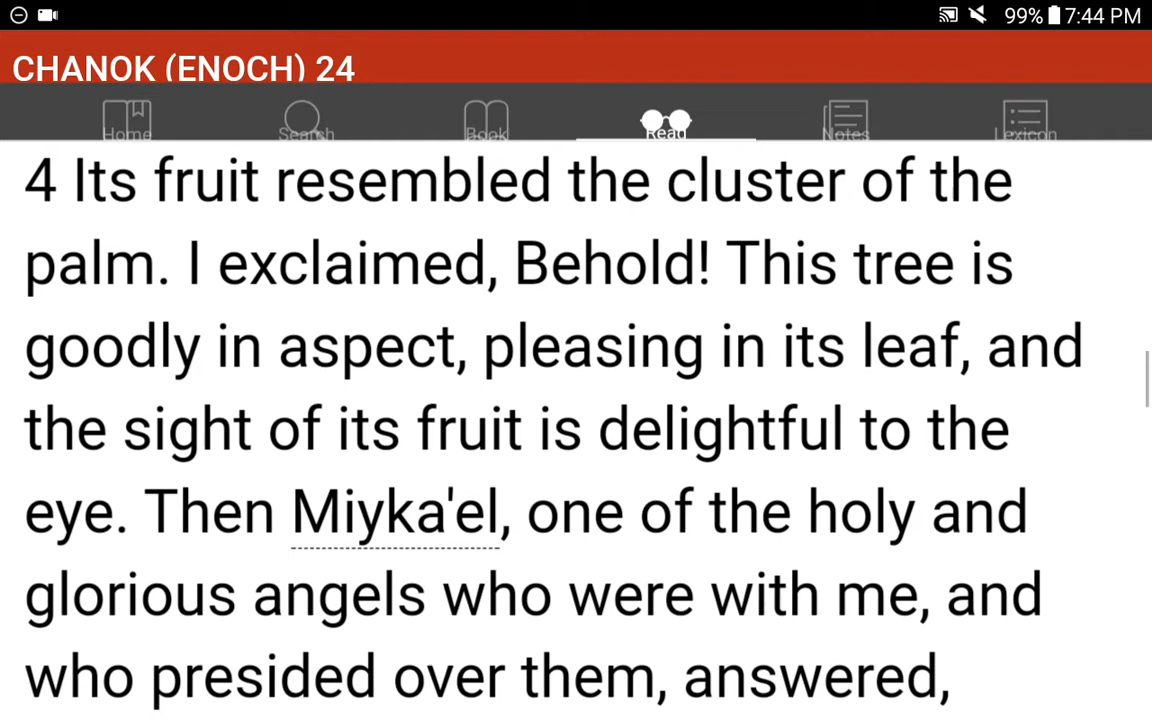 99% 7:44 PM
CHANOK (ENOCH) 24
Home Search Book Read Notes Lexicon
4 Its fruit resembled the cluster of the
palm. I exclaimed, Behold! This tree is
goodly in aspect, pleasing in its leaf, and
the sight of its fruit is delightful to the
eye. Then Miyka'el, one of the holy and
glorious angels who were with me, and
who presided over them, answered,